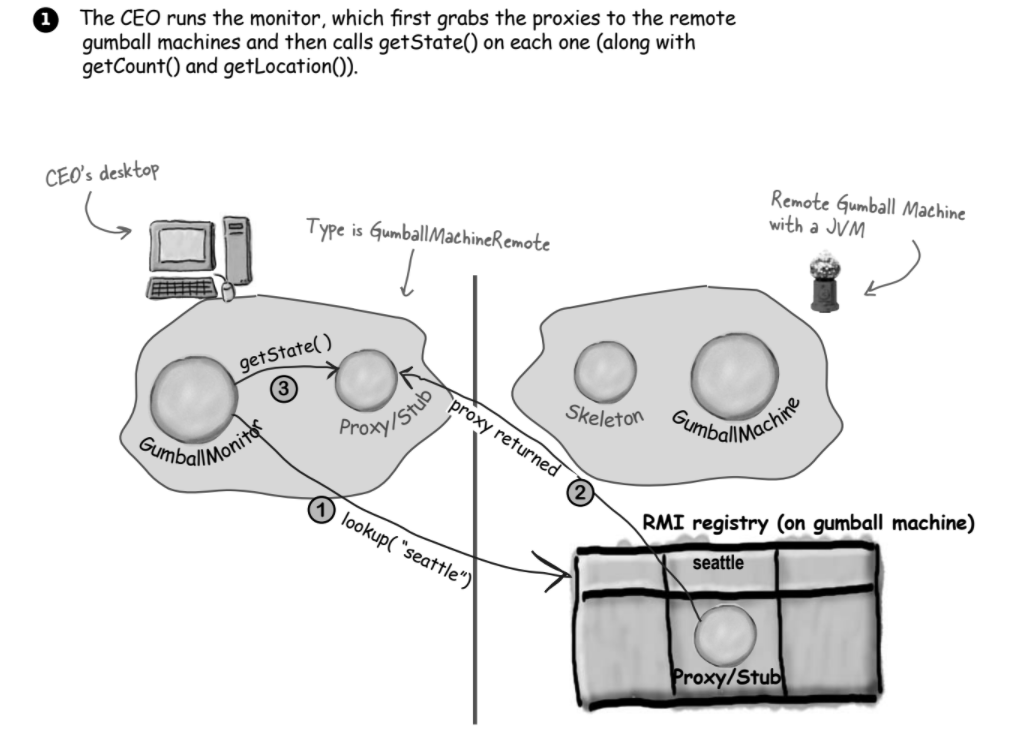 1 The CEO runs the monitor, which first grabs the proxies to the remote
gumball machines and then calls getState() on each one (along with
getCount() and getLocation()).
CEO's desktop
Type is GumballMachineRemote
Remote Gumball Machine
with a JVM
getState()
3
Proxy/Stub
GumballMonitor
proxy returned
2
Skeleton
GumballMachine
1
lookup( "seattle")
RMI registry (on gumball machine)
seattle
Proxy/Stub